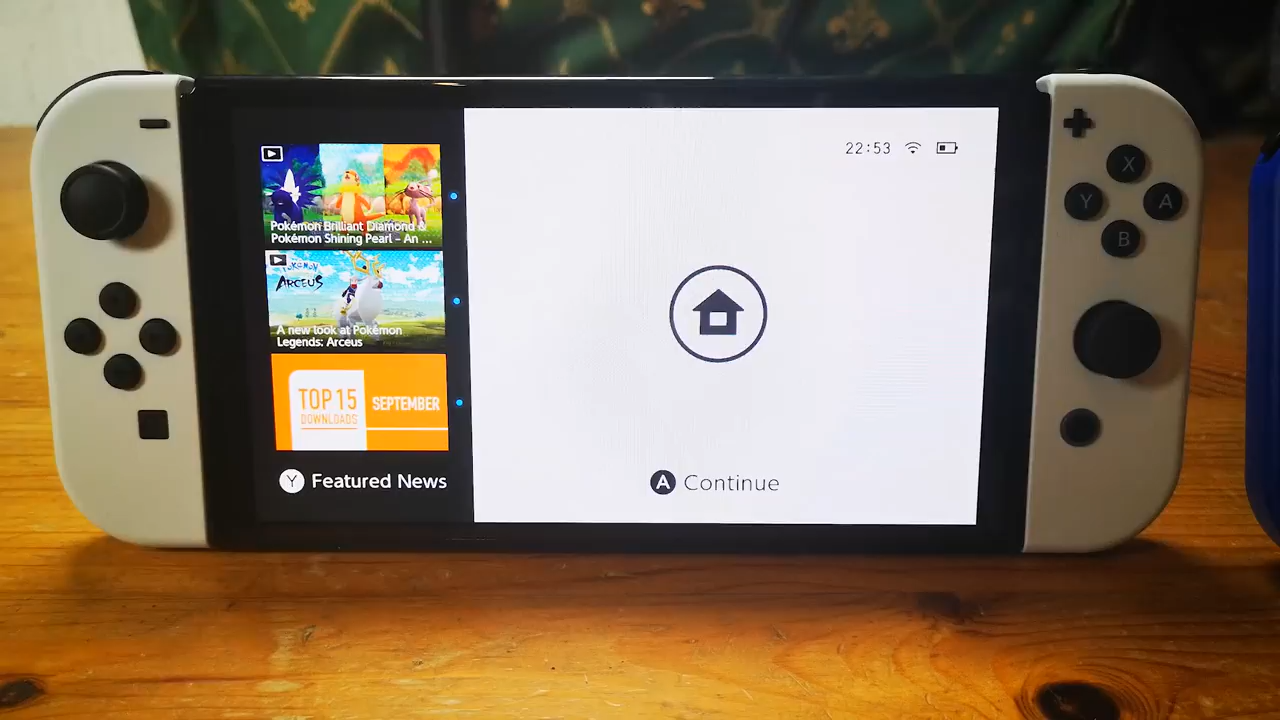 22:53
Pokémon Brilliant Diamond &
Pokémon Shining Pearl – An ...
POKÉMON
ARCEUS
A new look at Pokémon
Legends: Arceus
TOP 15
DOWNLOADS
SEPTEMBER
Y Featured News
A Continue
X
Y
A
B